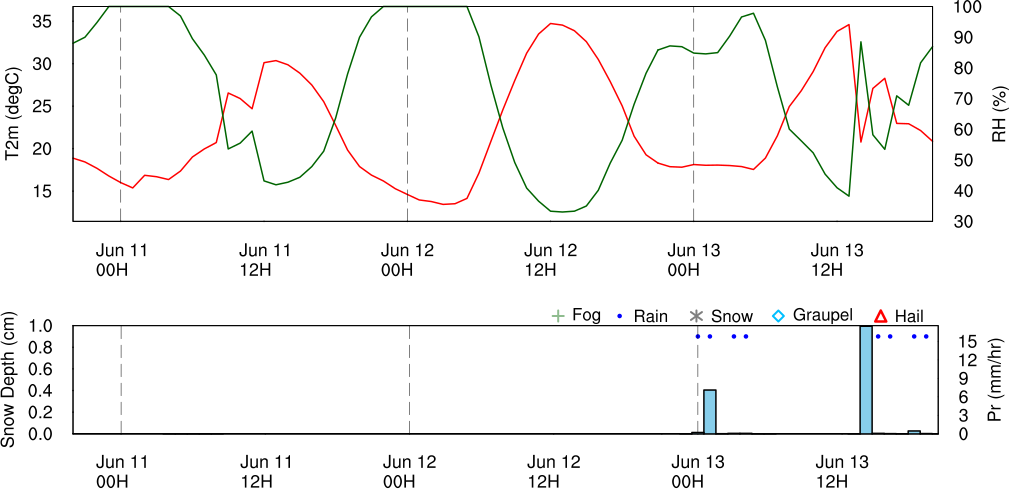 T2m (degC)
35
30
25
20
15
100
90
80
70
60
50
40
30
RH (%)
Jun 11 Jun 11 Jun 12 Jun 12 Jun 13 Jun 13
00H 12H 00H 12H 00H 12H
Fog Rain Snow Graupel Hail
Snow Depth (cm)
1.0
0.8
0.6
0.4
0.2
0.0
15
12
9
6
3
0
Pr (mm/hr)
Jun 11 Jun 11 Jun 12 Jun 12 Jun 13 Jun 13
00H 12H 00H 12H 00H 12H